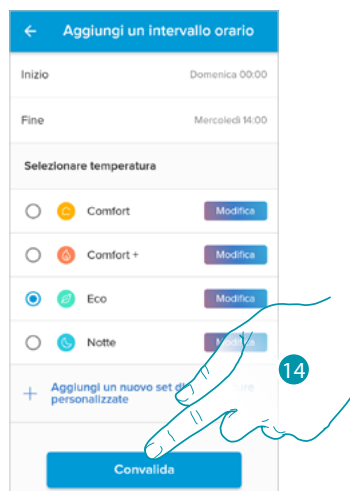 Aggiungi un intervallo orario
Inizio Domenica 00:00
Fine Mercoledì 14:00
Selezionare temperatura
Comfort Modifica
Comfort + Modifica
Eco Modifica
Notte
+ Aggiungi un nuovo set di
personalizzate
14
Convalida